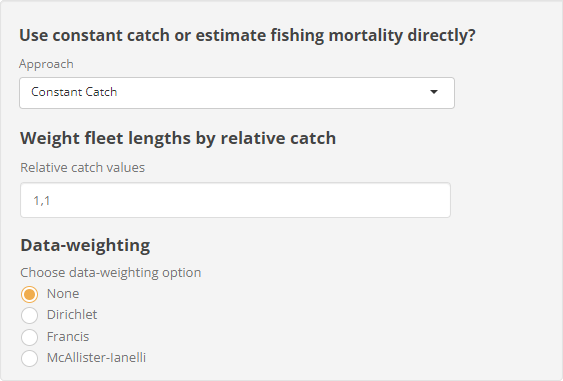 Use constant catch or estimate fishing mortality directly?
Approach
Constant Catch
Weight fleet lengths by relative catch
Relative catch values
1,1
Data-weighting
Choose data-weighting option
None
Dirichlet
Francis
McAllister-Ianelli